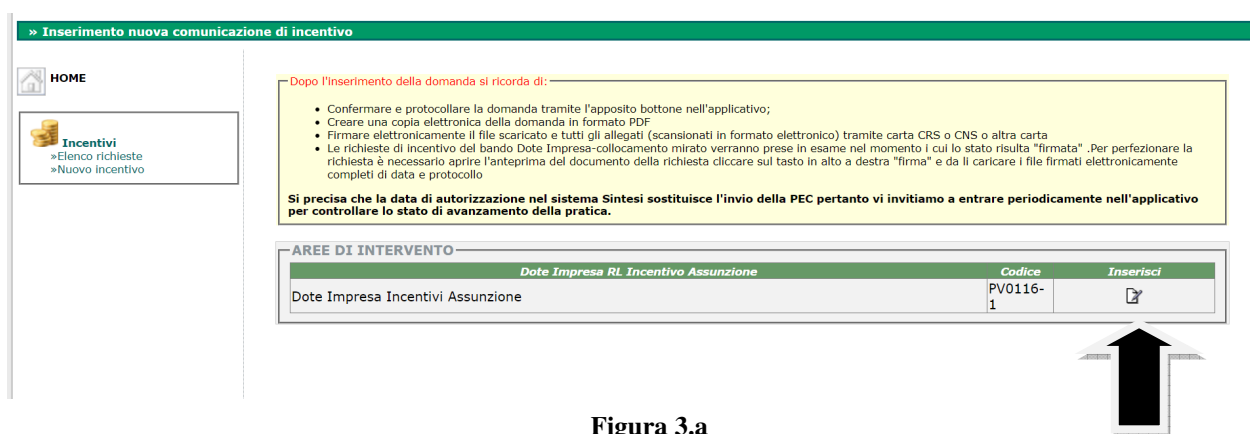 » Inserimento nuova comunicazione di incentivo
HOME
Incentivi
»Elenco richieste
»Nuovo incentivo
Dopo l'inserimento della domanda si ricorda di:
• Confermare e protocollare la domanda tramite l'apposito bottone nell'applicativo;
• Creare una copia elettronica della domanda in formato PDF
• Firmare elettronicamente il file scaricato e tutti gli allegati (scansionati in formato elettronico) tramite carta CRS o CNS o altra carta
• Le richieste di incentivo del bando Dote Impresa-collocamento mirato verranno prese in esame nel momento i cui lo stato risulta "firmata" .Per perfezionare la
richiesta è necessario aprire l'anteprima del documento della richiesta cliccare sul tasto in alto a destra "firma" e da li caricare i file firmati elettronicamente
completi di data e protocollo
Si precisa che la data di autorizzazione nel sistema Sintesi sostituisce l'invio della PEC pertanto vi invitiamo a entrare periodicamente nell'applicativo
per controllare lo stato di avanzamento della pratica.
AREE DI INTERVENTO
Dote Impresa RL Incentivo Assunzione Codice Inserisci
Dote Impresa Incentivi Assunzione PV0116-
1
Figura 3.a